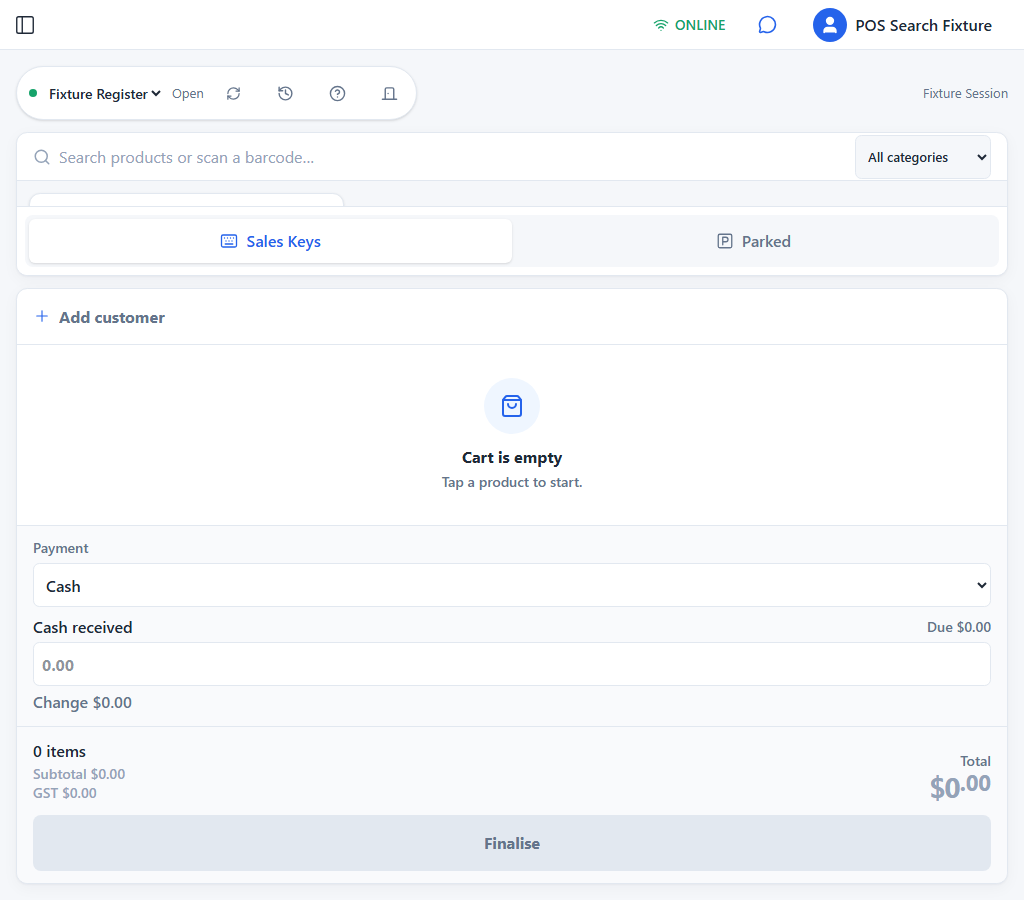 ONLINE
POS Search Fixture
Fixture Register
Open
Fixture Session
Search products or scan a barcode...
All categories
Sales Keys
Parked
Add customer
Cart is empty
Tap a product to start.
Payment
Cash
Cash received
Due $0.00
0.00
Change $0.00
0 items
Subtotal $0.00
GST $0.00
Total
$0.00
Finalise